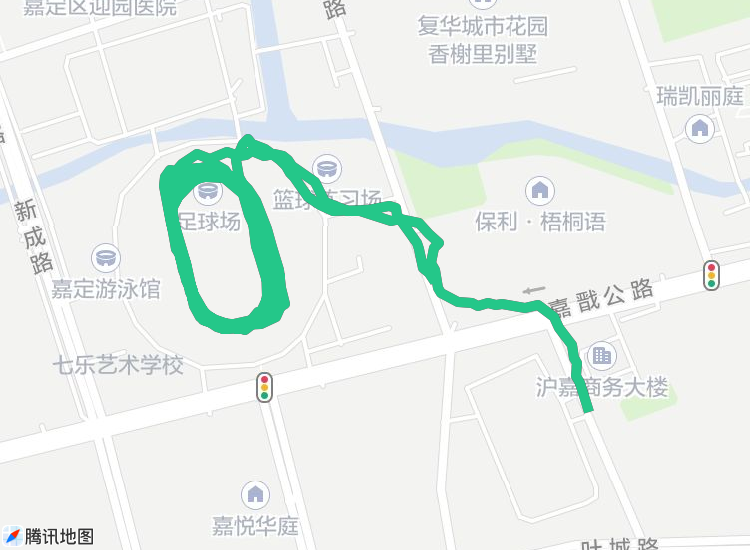 嘉定区迎园医院
路
复华城市花园
香榭里别墅
瑞凯丽庭
篮球练习场
足球场
保利·梧桐语
新成路
嘉定游泳馆
嘉戬公路
七乐艺术学校
沪嘉商务大楼
嘉悦华庭
叶城路
腾讯地图